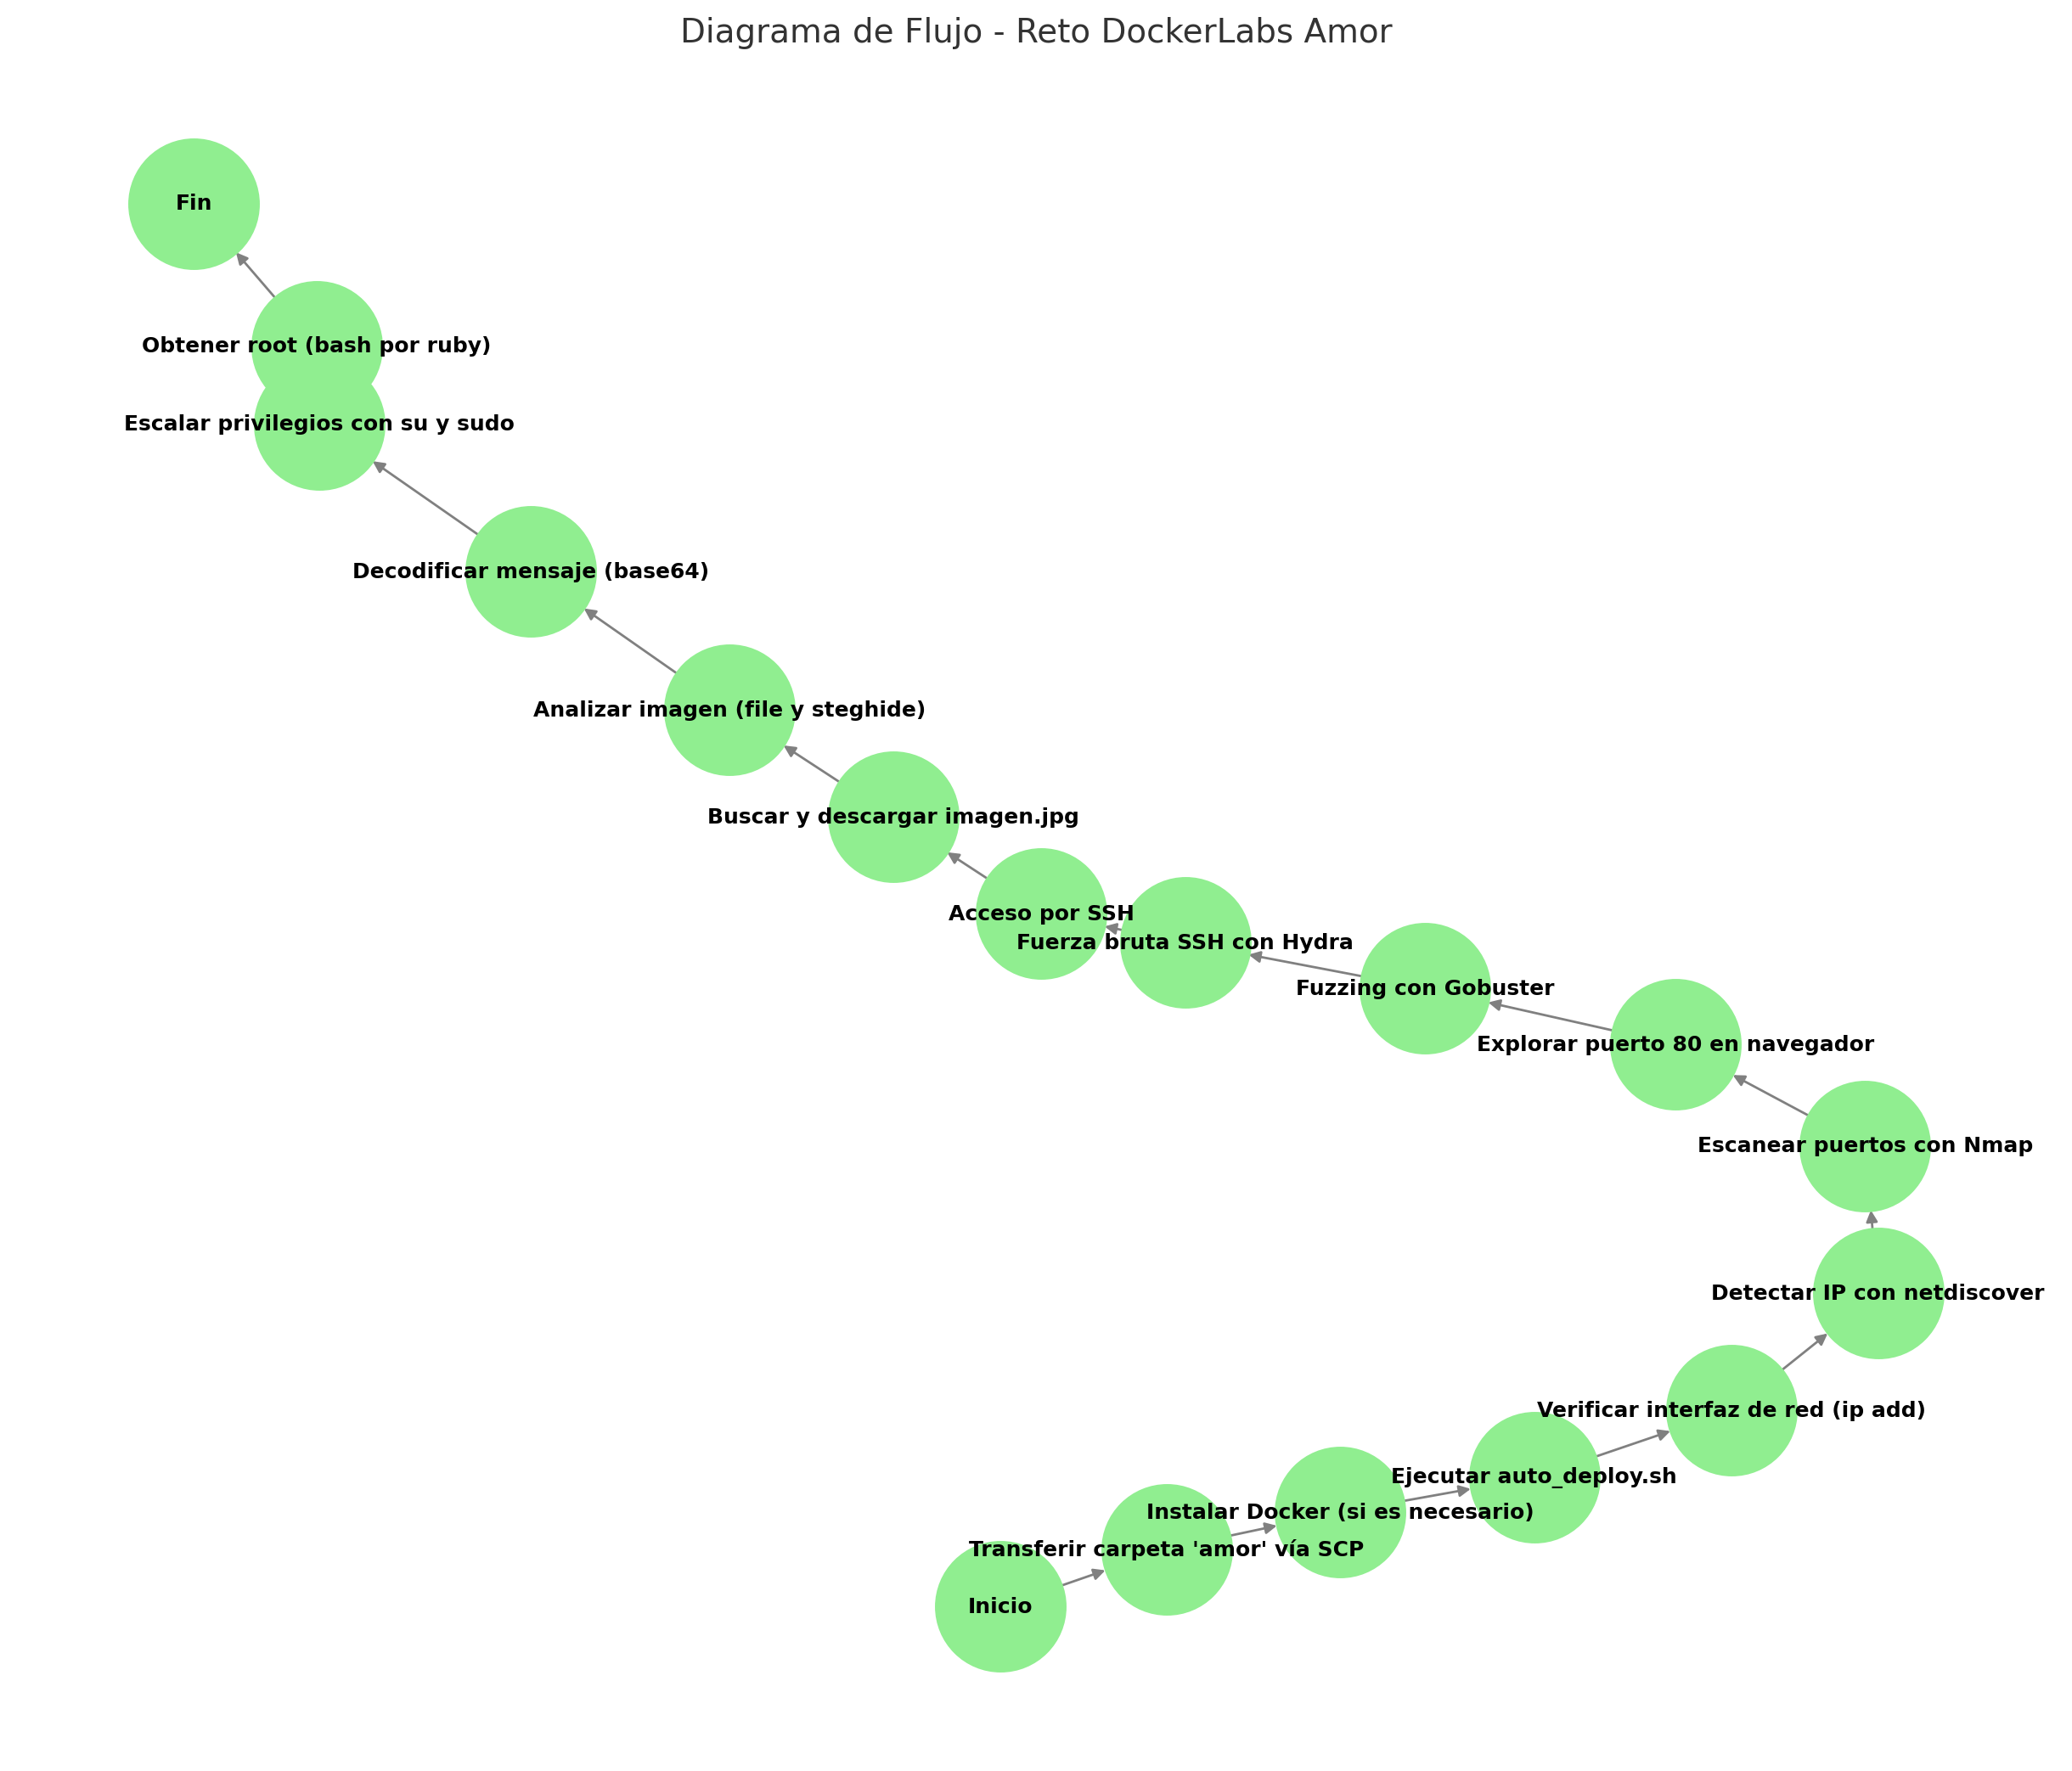 Diagrama de Flujo - Reto DockerLabs Amor
Fin
Obtener root (bash por ruby)
Escalar privilegios con su y sudo
Decodificar mensaje (base64)
Analizar imagen (file y steghide)
Buscar y descargar imagen.jpg
Acceso por SSH
Fuerza bruta SSH con Hydra
Fuzzing con Gobuster
Explorar puerto 80 en navegador
Escanear puertos con Nmap
Detectar IP con netdiscover
Verificar interfaz de red (ip add)
Ejecutar auto_deploy.sh
Instalar Docker (si es necesario)
Transferir carpeta 'amor' vía SCP
Inicio